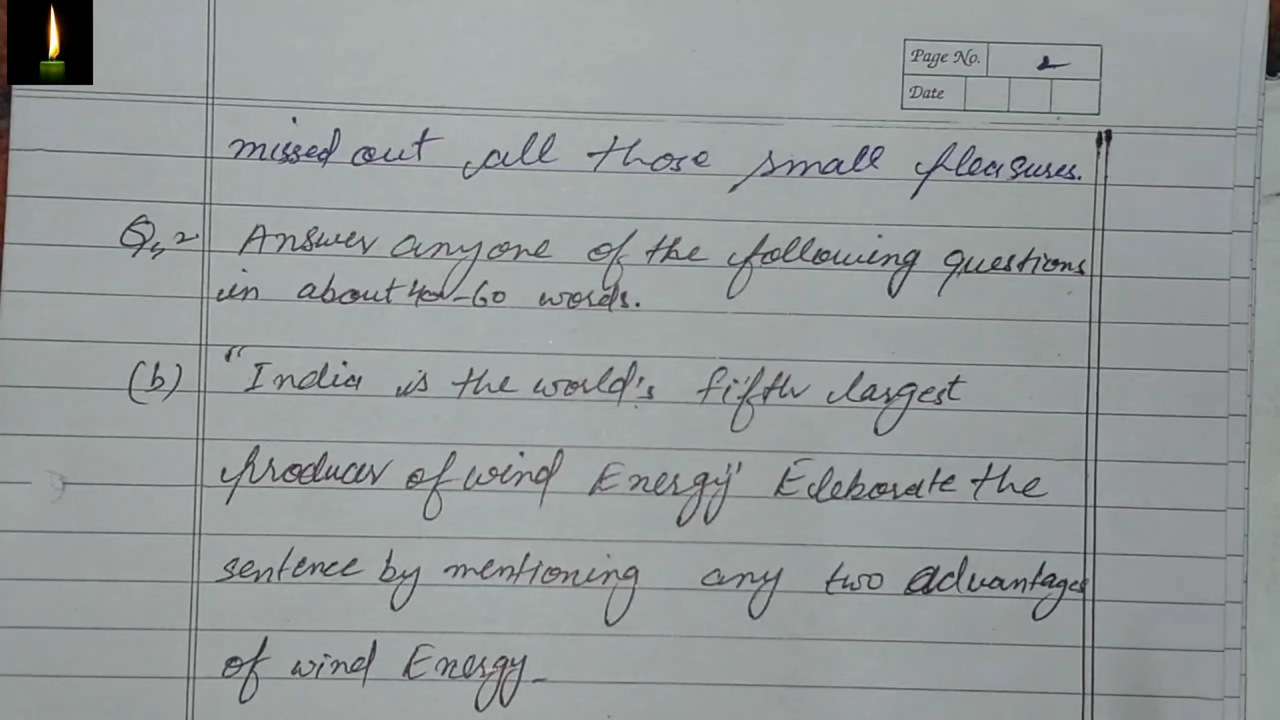 Page No. 2
Date
missed out all those small pleasures.
Q.2 Answer anyone of the following questions
in about 40-60 words.
(b) "India is the world's fifth largest
producer of wind Energy" Eleborate the
sentence by mentioning any two advantages
of wind Energy.